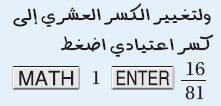 ولتغيير الكسر العشري إلى
كسر اعتيادي اضغط
MATH 1 ENTER 16/81